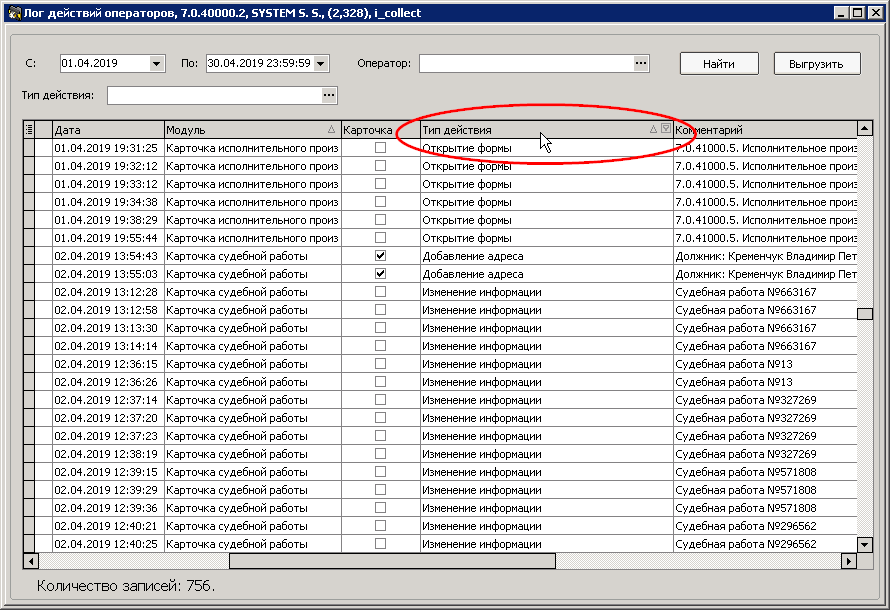 Лог действий операторов, 7.0.40000.2, SYSTEM S. S., (2,328), i_collect
С: 01.04.2019 По: 30.04.2019 23:59:59 Оператор: ... Найти Выгрузить
Тип действия: ...
Дата Модуль Карточка Тип действия Комментарий
01.04.2019 19:31:25 Карточка исполнительного произ Открытие формы 7.0.41000.5. Исполнительное произ
01.04.2019 19:32:12 Карточка исполнительного произ Открытие формы 7.0.41000.5. Исполнительное произ
01.04.2019 19:33:12 Карточка исполнительного произ Открытие формы 7.0.41000.5. Исполнительное произ
01.04.2019 19:34:38 Карточка исполнительного произ Открытие формы 7.0.41000.5. Исполнительное произ
01.04.2019 19:38:29 Карточка исполнительного произ Открытие формы 7.0.41000.5. Исполнительное произ
01.04.2019 19:55:44 Карточка исполнительного произ Открытие формы 7.0.41000.5. Исполнительное произ
02.04.2019 13:54:43 Карточка судебной работы Добавление адреса Должник: Кременчук Владимир Пет
02.04.2019 13:55:03 Карточка судебной работы Добавление адреса Должник: Кременчук Владимир Пет
02.04.2019 13:12:28 Карточка судебной работы Изменение информации Судебная работа №663167
02.04.2019 13:12:58 Карточка судебной работы Изменение информации Судебная работа №663167
02.04.2019 13:13:30 Карточка судебной работы Изменение информации Судебная работа №663167
02.04.2019 13:14:14 Карточка судебной работы Изменение информации Судебная работа №663167
02.04.2019 12:36:15 Карточка судебной работы Изменение информации Судебная работа №13
02.04.2019 12:36:26 Карточка судебной работы Изменение информации Судебная работа №13
02.04.2019 12:37:14 Карточка судебной работы Изменение информации Судебная работа №327269
02.04.2019 12:37:20 Карточка судебной работы Изменение информации Судебная работа №327269
02.04.2019 12:37:23 Карточка судебной работы Изменение информации Судебная работа №327269
02.04.2019 12:38:19 Карточка судебной работы Изменение информации Судебная работа №327269
02.04.2019 12:39:15 Карточка судебной работы Изменение информации Судебная работа №571808
02.04.2019 12:39:29 Карточка судебной работы Изменение информации Судебная работа №571808
02.04.2019 12:39:36 Карточка судебной работы Изменение информации Судебная работа №571808
02.04.2019 12:40:21 Карточка судебной работы Изменение информации Судебная работа №296562
02.04.2019 12:40:25 Карточка судебной работы Изменение информации Судебная работа №296562
Количество записей: 756.